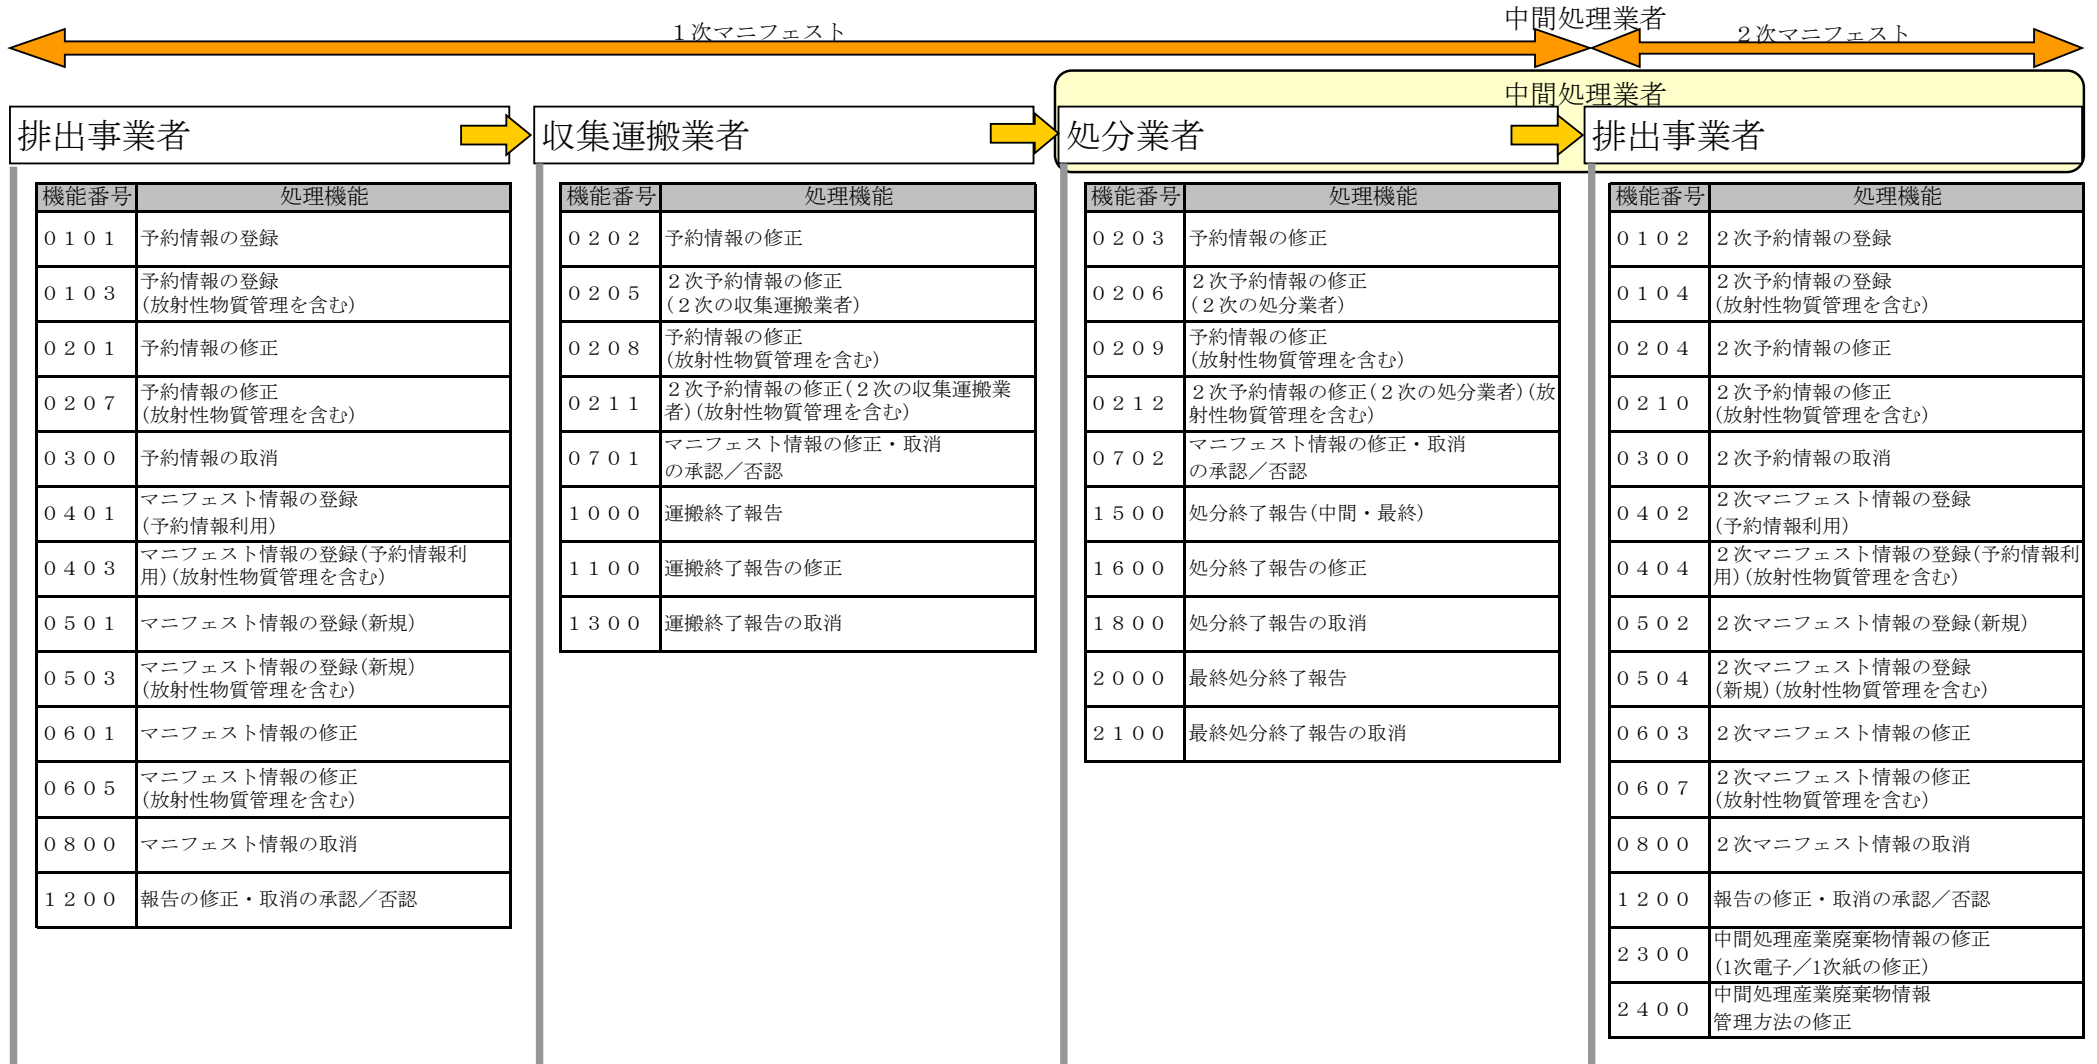 中間処理業者
１次マニフェスト
２次マニフェスト
中間処理業者
排出事業者
収集運搬業者
処分業者
排出事業者
機能番号 処理機能
０１０１ 予約情報の登録
０１０３ 予約情報の登録
(放射性物質管理を含む)
０２０１ 予約情報の修正
０２０７ 予約情報の修正
(放射性物質管理を含む)
０３００ 予約情報の取消
０４０１ マニフェスト情報の登録
(予約情報利用)
０４０３ マニフェスト情報の登録(予約情報利
用)(放射性物質管理を含む)
０５０１ マニフェスト情報の登録(新規)
０５０３ マニフェスト情報の登録(新規)
(放射性物質管理を含む)
０６０１ マニフェスト情報の修正
０６０５ マニフェスト情報の修正
(放射性物質管理を含む)
０８００ マニフェスト情報の取消
１２００ 報告の修正・取消の承認／否認
機能番号 処理機能
０２０２ 予約情報の修正
０２０５ ２次予約情報の修正
(２次の収集運搬業者)
０２０８ 予約情報の修正
(放射性物質管理を含む)
０２１１ ２次予約情報の修正(２次の収集運搬業
者)(放射性物質管理を含む)
０７０１ マニフェスト情報の修正・取消
の承認／否認
１０００ 運搬終了報告
１１００ 運搬終了報告の修正
１３００ 運搬終了報告の取消
機能番号 処理機能
０２０３ 予約情報の修正
０２０６ ２次予約情報の修正
(２次の処分業者)
０２０９ 予約情報の修正
(放射性物質管理を含む)
０２１２ ２次予約情報の修正(２次の処分業者)(放
射性物質管理を含む)
０７０２ マニフェスト情報の修正・取消
の承認／否認
１５００ 処分終了報告(中間・最終)
１６００ 処分終了報告の修正
１８００ 処分終了報告の取消
２０００ 最終処分終了報告
２１００ 最終処分終了報告の取消
機能番号 処理機能
０１０２ ２次予約情報の登録
０１０４ ２次予約情報の登録
(放射性物質管理を含む)
０２０４ ２次予約情報の修正
０２１０ ２次予約情報の修正
(放射性物質管理を含む)
０３００ ２次予約情報の取消
０４０２ ２次マニフェスト情報の登録
(予約情報利用)
０４０４ ２次マニフェスト情報の登録(予約情報利
用)(放射性物質管理を含む)
０５０２ ２次マニフェスト情報の登録(新規)
０５０４ ２次マニフェスト情報の登録
(新規)(放射性物質管理を含む)
０６０３ ２次マニフェスト情報の修正
０６０７ ２次マニフェスト情報の修正
(放射性物質管理を含む)
０８００ ２次マニフェスト情報の取消
１２００ 報告の修正・取消の承認／否認
２３００ 中間処理産業廃棄物情報の修正
(1次電子／1次紙の修正)
２４００ 中間処理産業廃棄物情報
管理方法の修正